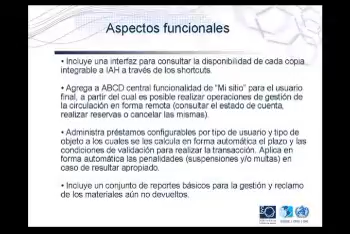 Aspectos funcionales
• Incluye una interfaz para consultar la disponibilidad de cada copia
integrable a IAH a través de los shortcuts.
• Agrega a ABCD central funcionalidad de "Mi sitio" para el usuario
final, a partir del cual es posible realizar operaciones de gestión de
la circulación en forma remota (consultar el estado de cuenta,
realizar reservas o cancelar las mismas).
• Administra préstamos configurables por tipo de usuario y tipo de
objeto a los cuales se les calcula en forma automática el plazo y las
condiciones de validación para realizar la transacción. Aplica en
forma automática las penalidades (suspensiones y/o multas) en
caso de resultar apropiado.
• Incluye un conjunto de reportes básicos para la gestión y reclamo
de los materiales aún no devueltos.